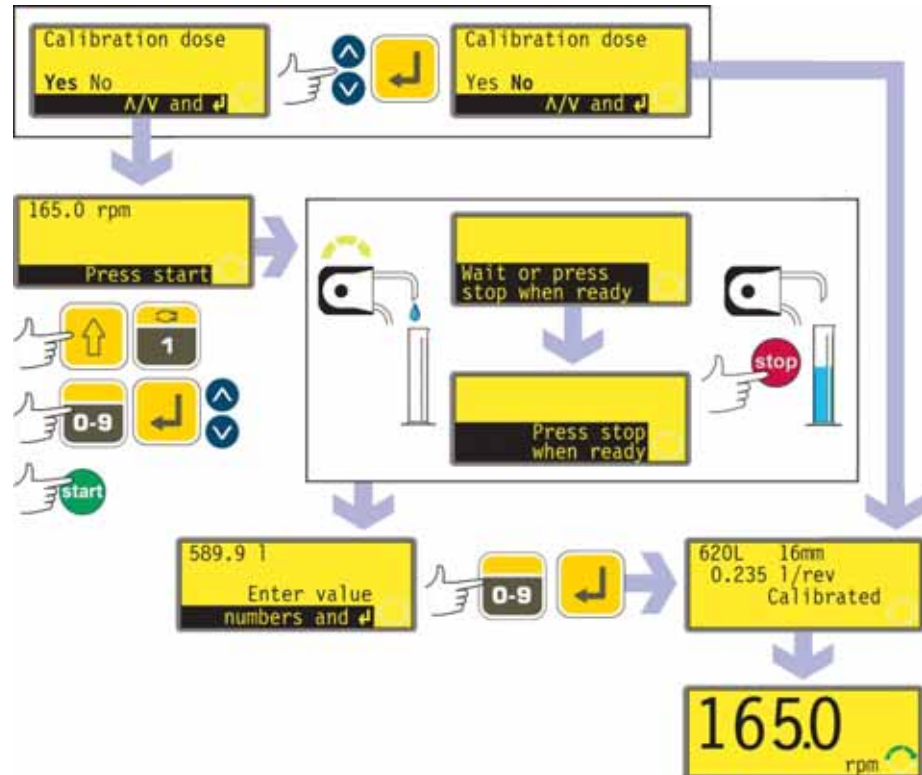 Calibration dose
Yes No
∧/∨ and ↵
Calibration dose
Yes No
∧/∨ and ↵
165.0 rpm
Press start
1
0-9
start
Wait or press
stop when ready
Press stop
when ready
stop
589.9 l
Enter value
numbers and ↵
0-9
620L 16mm
0.235 l/rev
Calibrated
165.0
rpm